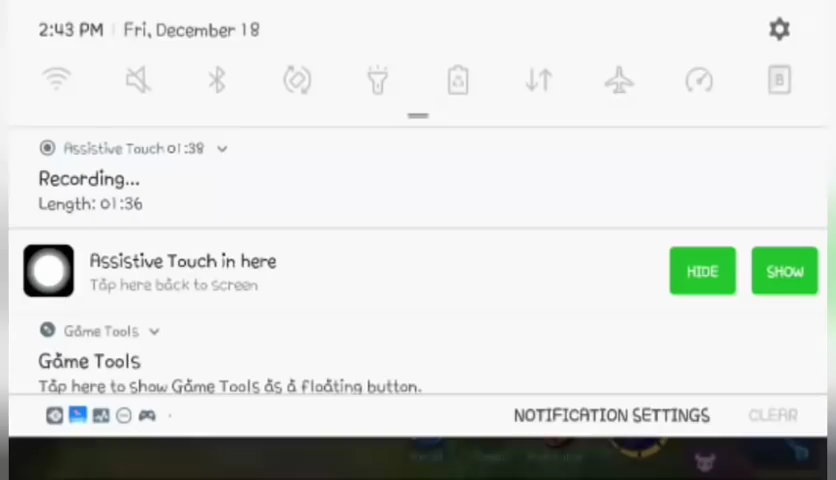 2:43 PM | Fri, December 18
Assistive Touch 01:38
Recording...
Length: 01:36
Assistive Touch in here
Tap here back to screen
HIDE
SHOW
Game Tools
Game Tools
Tap here to show Game Tools as a floating button.
NOTIFICATION SETTINGS
CLEAR